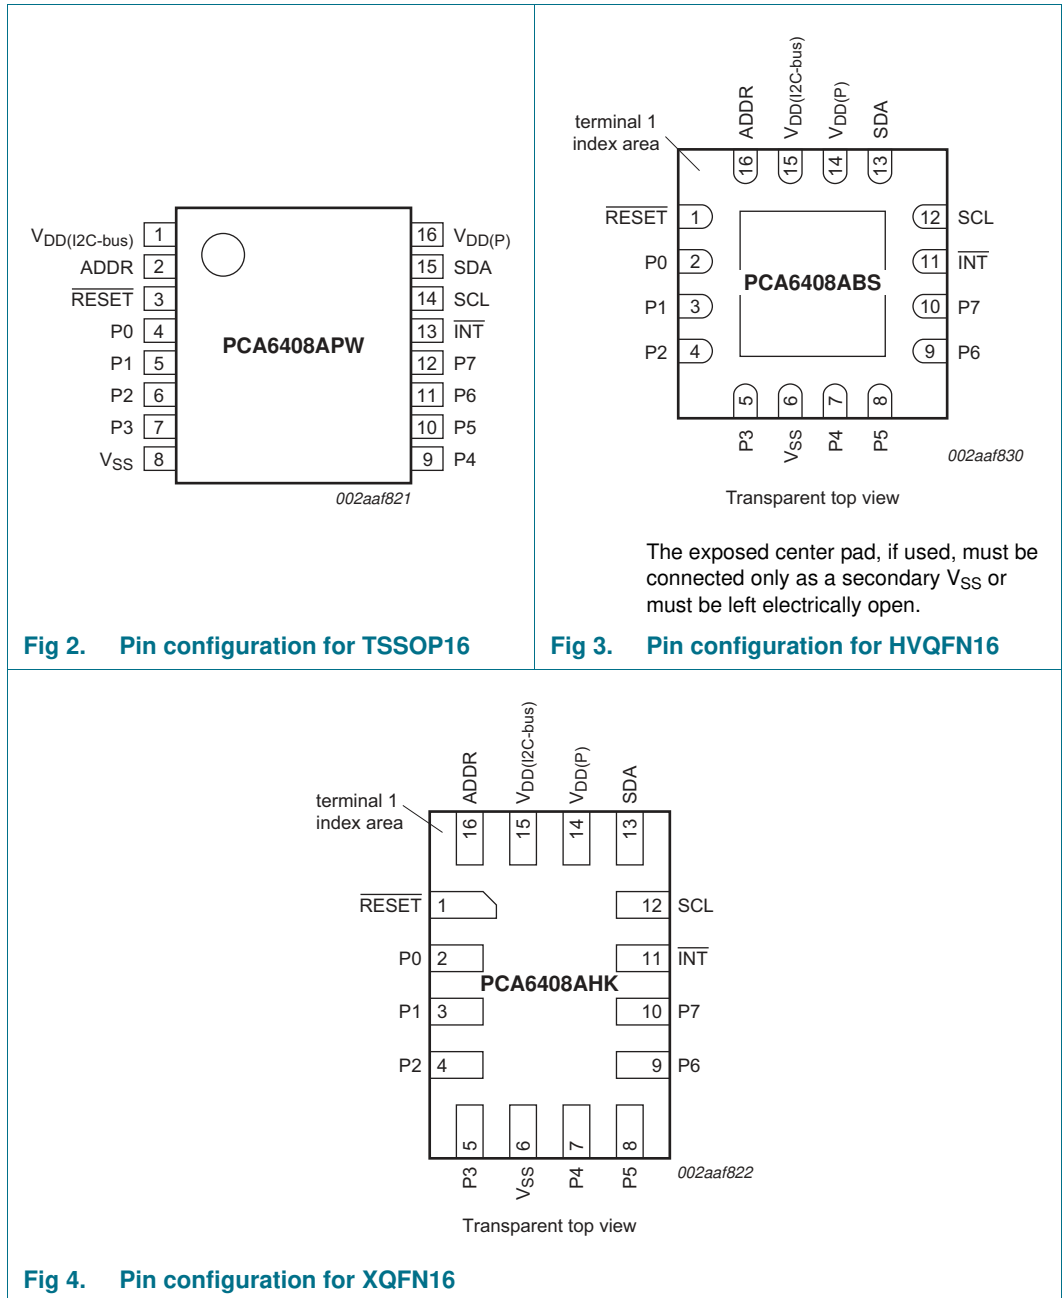 VDD(I2C-bus) 1
ADDR 2
RESET 3
P0 4
P1 5
P2 6
P3 7
VSS 8
PCA6408APW
16 VDD(P)
15 SDA
14 SCL
13 INT
12 P7
11 P6
10 P5
9 P4
002aaf821
Fig 2. Pin configuration for TSSOP16
terminal 1
index area
ADDR
VDD(I2C-bus)
VDD(P)
SDA
16 15 14 13
RESET 1
P0 2
P1 3
P2 4
PCA6408ABS
12 SCL
11 INT
10 P7
9 P6
5 6 7 8
P3
VSS
P4
P5
002aaf830
Transparent top view
The exposed center pad, if used, must be
connected only as a secondary VSS or
must be left electrically open.
Fig 3. Pin configuration for HVQFN16
terminal 1
index area
ADDR
VDD(I2C-bus)
VDD(P)
SDA
16 15 14 13
RESET 1
P0 2
P1 3
P2 4
PCA6408AHK
12 SCL
11 INT
10 P7
9 P6
5 6 7 8
P3
VSS
P4
P5
002aaf822
Transparent top view
Fig 4. Pin configuration for XQFN16